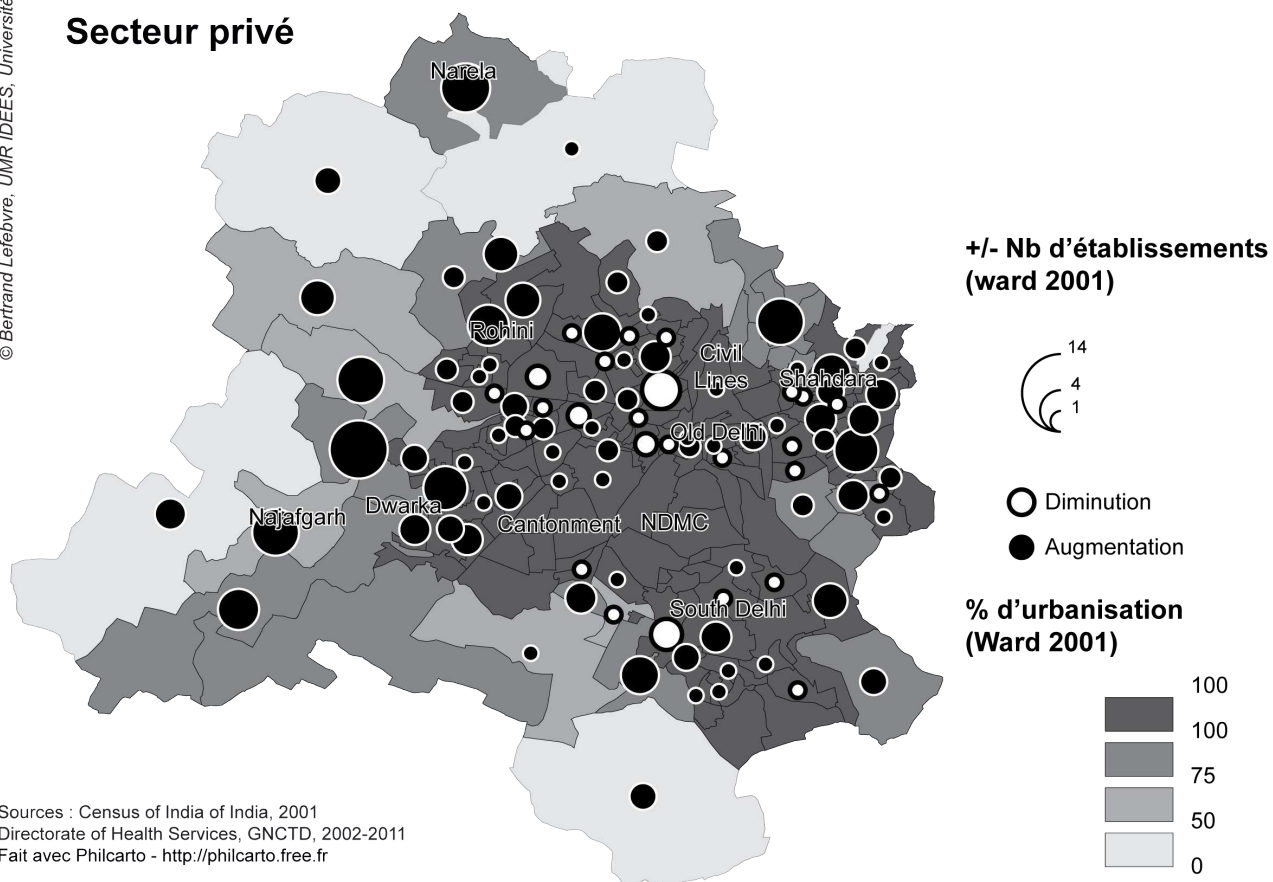 © Bertrand Lefebvre, UMR IDEES, Université
Secteur privé
Narela
Rohini
Civil
Lines
Shahdara
Old Delhi
Dwarka
Najafgarh
Cantonment
NDMC
South Delhi
+/- Nb d’établissements
(ward 2001)
14
4
1
Diminution
Augmentation
% d’urbanisation
(Ward 2001)
100
100
75
50
0
Sources : Census of India of India, 2001
Directorate of Health Services, GNCTD, 2002-2011
Fait avec Philcarto - http://philcarto.free.fr